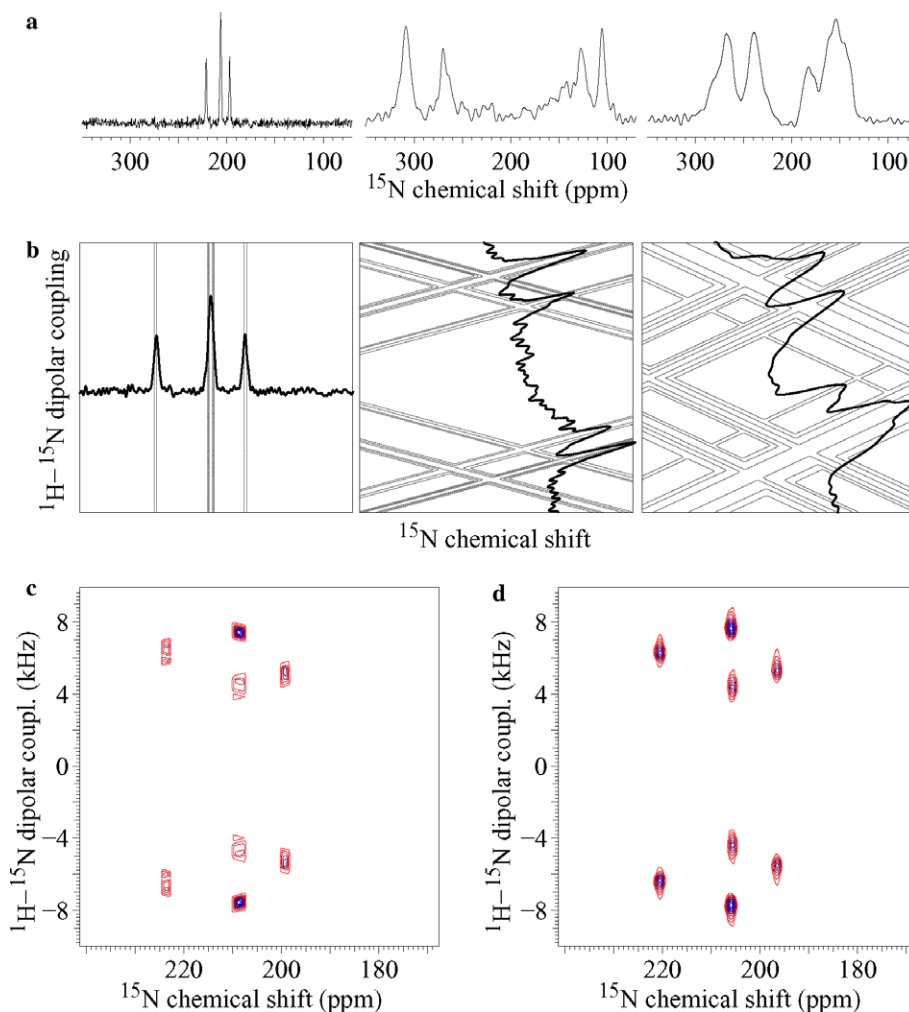 a
300 200 100 300 200 100 300 200 100
¹⁵N chemical shift (ppm)
b
¹H−¹⁵N dipolar coupling
¹⁵N chemical shift
c
¹H−¹⁵N dipolar coupl. (kHz)
8
4
0
−4
−8
220 200 180
¹⁵N chemical shift (ppm)
d
¹H−¹⁵N dipolar coupl. (kHz)
8
4
0
−4
−8
220 200 180
¹⁵N chemical shift (ppm)